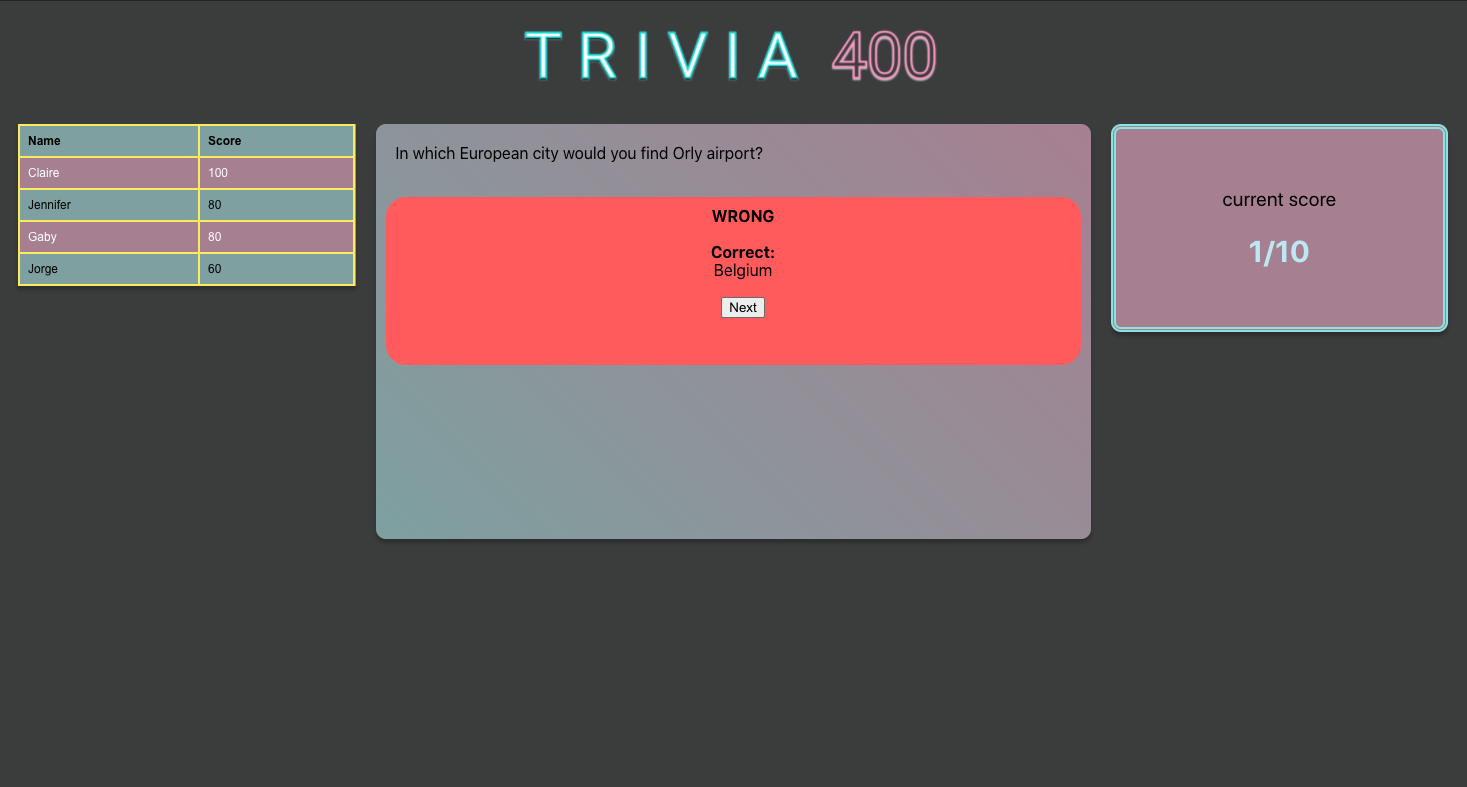 TRIVIA 400
Name Score
Claire 100
Jennifer 80
Gaby 80
Jorge 60
In which European city would you find Orly airport?
WRONG
Correct:
Belgium
Next
current score
1/10